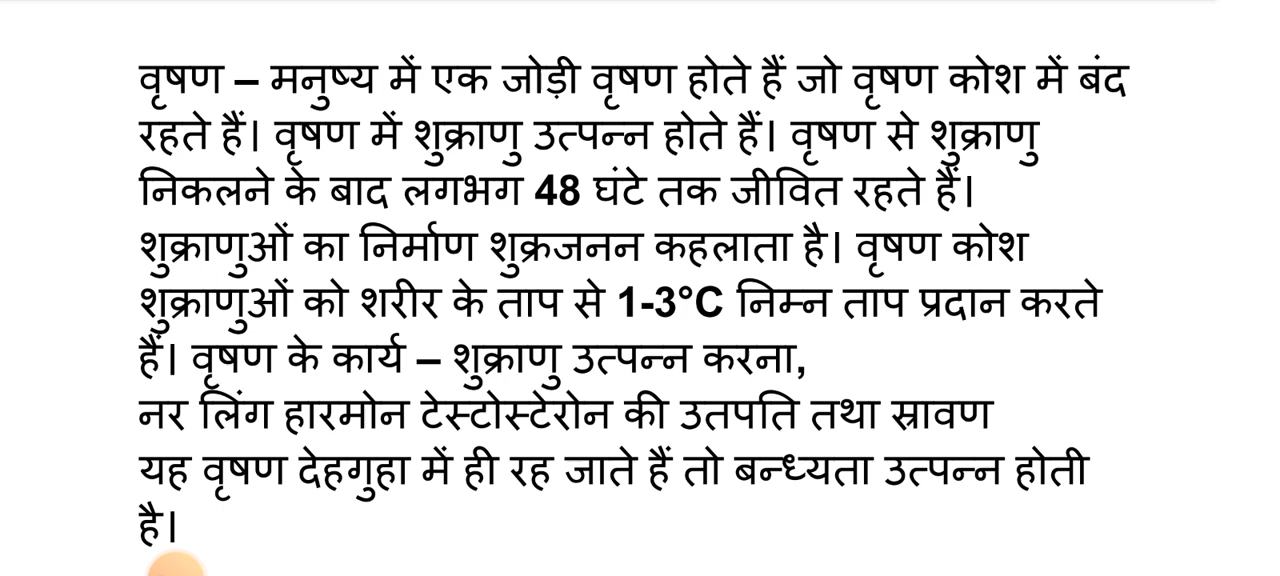 वृषण – मनुष्य में एक जोड़ी वृषण होते हैं जो वृषण कोश में बंद
रहते हैं। वृषण में शुक्राणु उत्पन्न होते हैं। वृषण से शुक्राणु
निकलने के बाद लगभग 48 घंटे तक जीवित रहते हैं।
शुक्राणुओं का निर्माण शुक्रजनन कहलाता है। वृषण कोश
शुक्राणुओं को शरीर के ताप से 1-3°C निम्न ताप प्रदान करते
हैं। वृषण के कार्य – शुक्राणु उत्पन्न करना,
नर लिंग हारमोन टेस्टोस्टेरोन की उतपति तथा स्रावण
यह वृषण देहगुहा में ही रह जाते हैं तो बन्ध्यता उत्पन्न होती
है।